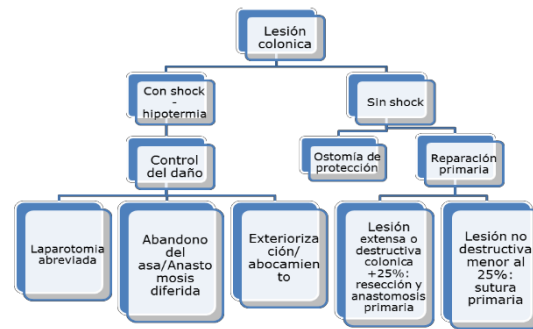 Lesión
colonica
Con shock
-
hipotermia
Sin shock
Control
del daño
Ostomía de
protección
Reparación
primaria
Laparotomia
abreviada
Abandono
del
asa/Anasto
mosis
diferida
Exterioriza
ción/
abocamien
to
Lesión
extensa o
destructiva
colonica
+25%:
resección y
anastomosis
primaria
Lesión no
destructiva
menor al
25%:
sutura
primaria